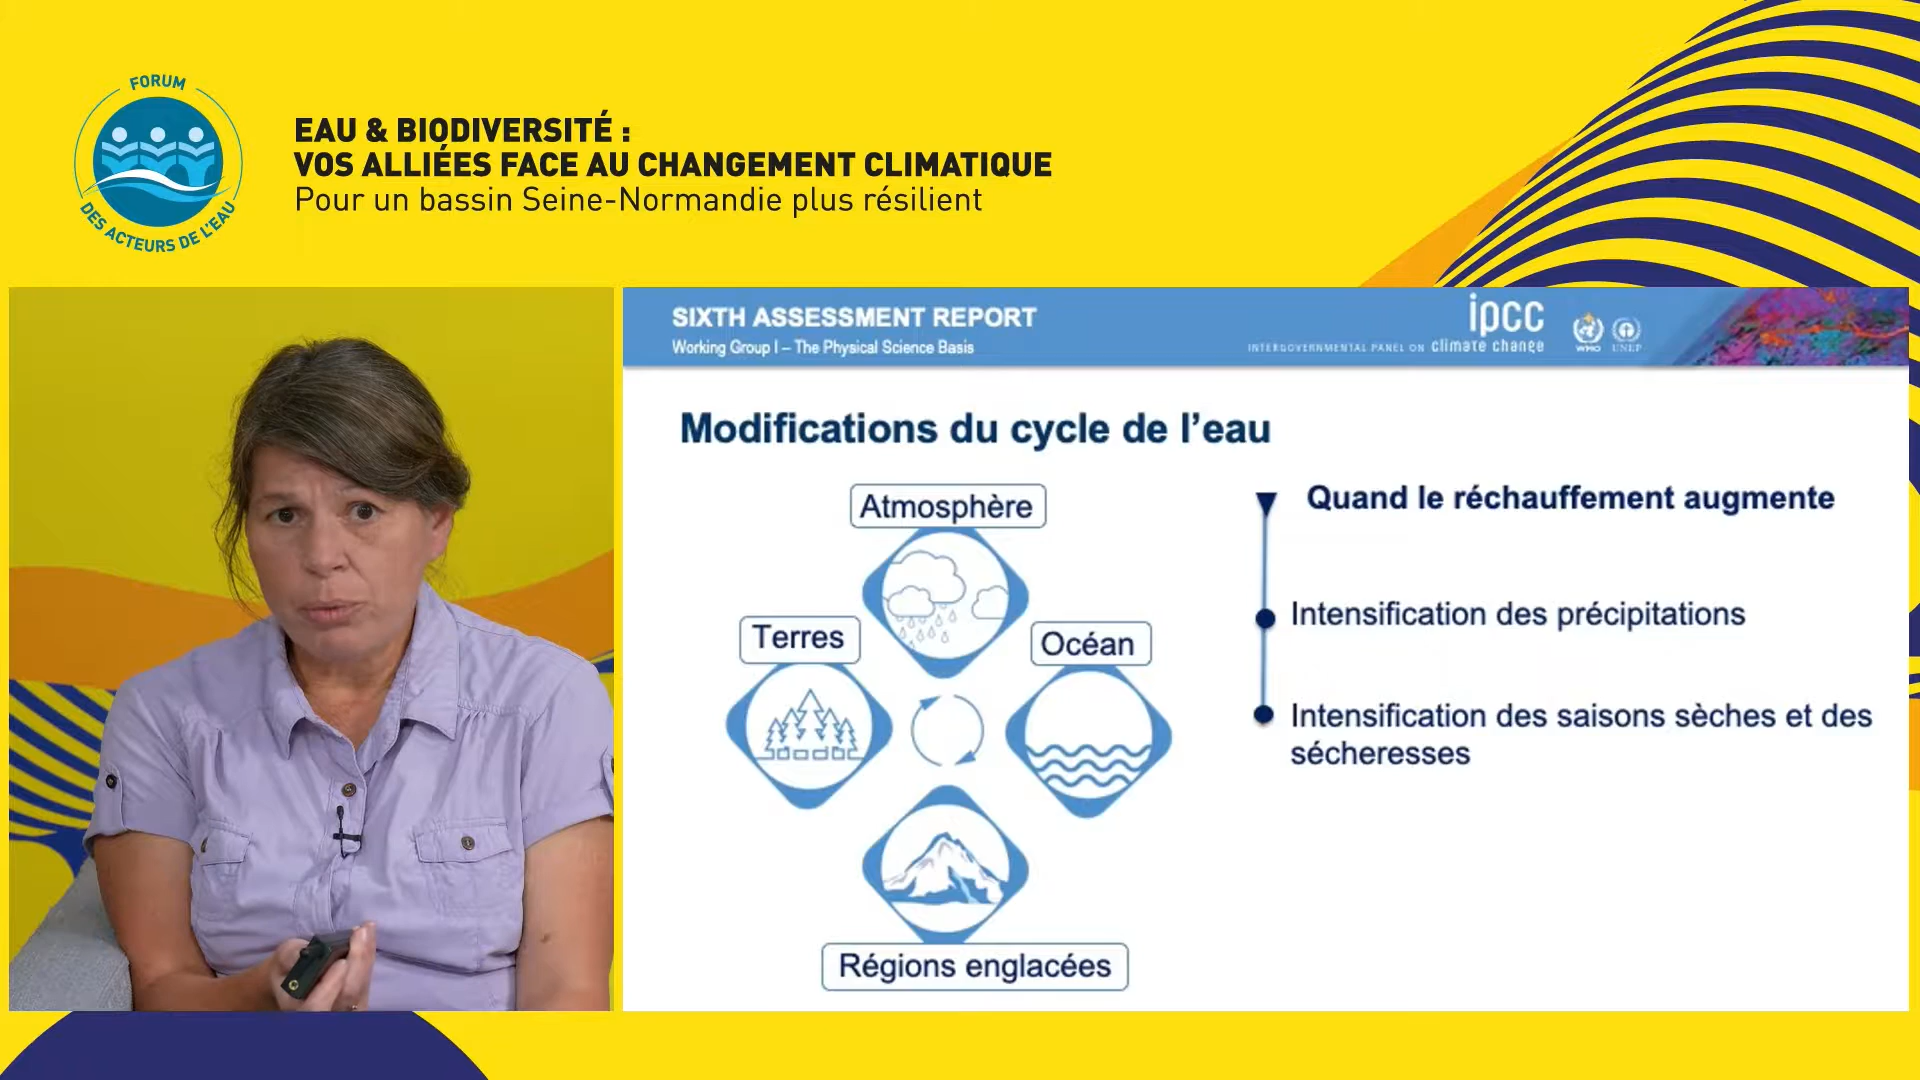 FORUM
DES ACTEURS DE L'EAU
EAU & BIODIVERSITÉ :
VOS ALLIÉES FACE AU CHANGEMENT CLIMATIQUE
Pour un bassin Seine-Normandie plus résilient
SIXTH ASSESSMENT REPORT
Working Group I – The Physical Science Basis
ipcc
INTERGOVERNMENTAL PANEL ON climate change
WMO UNEP
Modifications du cycle de l'eau
Atmosphère
Terres
Océan
Régions englacées
Quand le réchauffement augmente
Intensification des précipitations
Intensification des saisons sèches et des
sécheresses